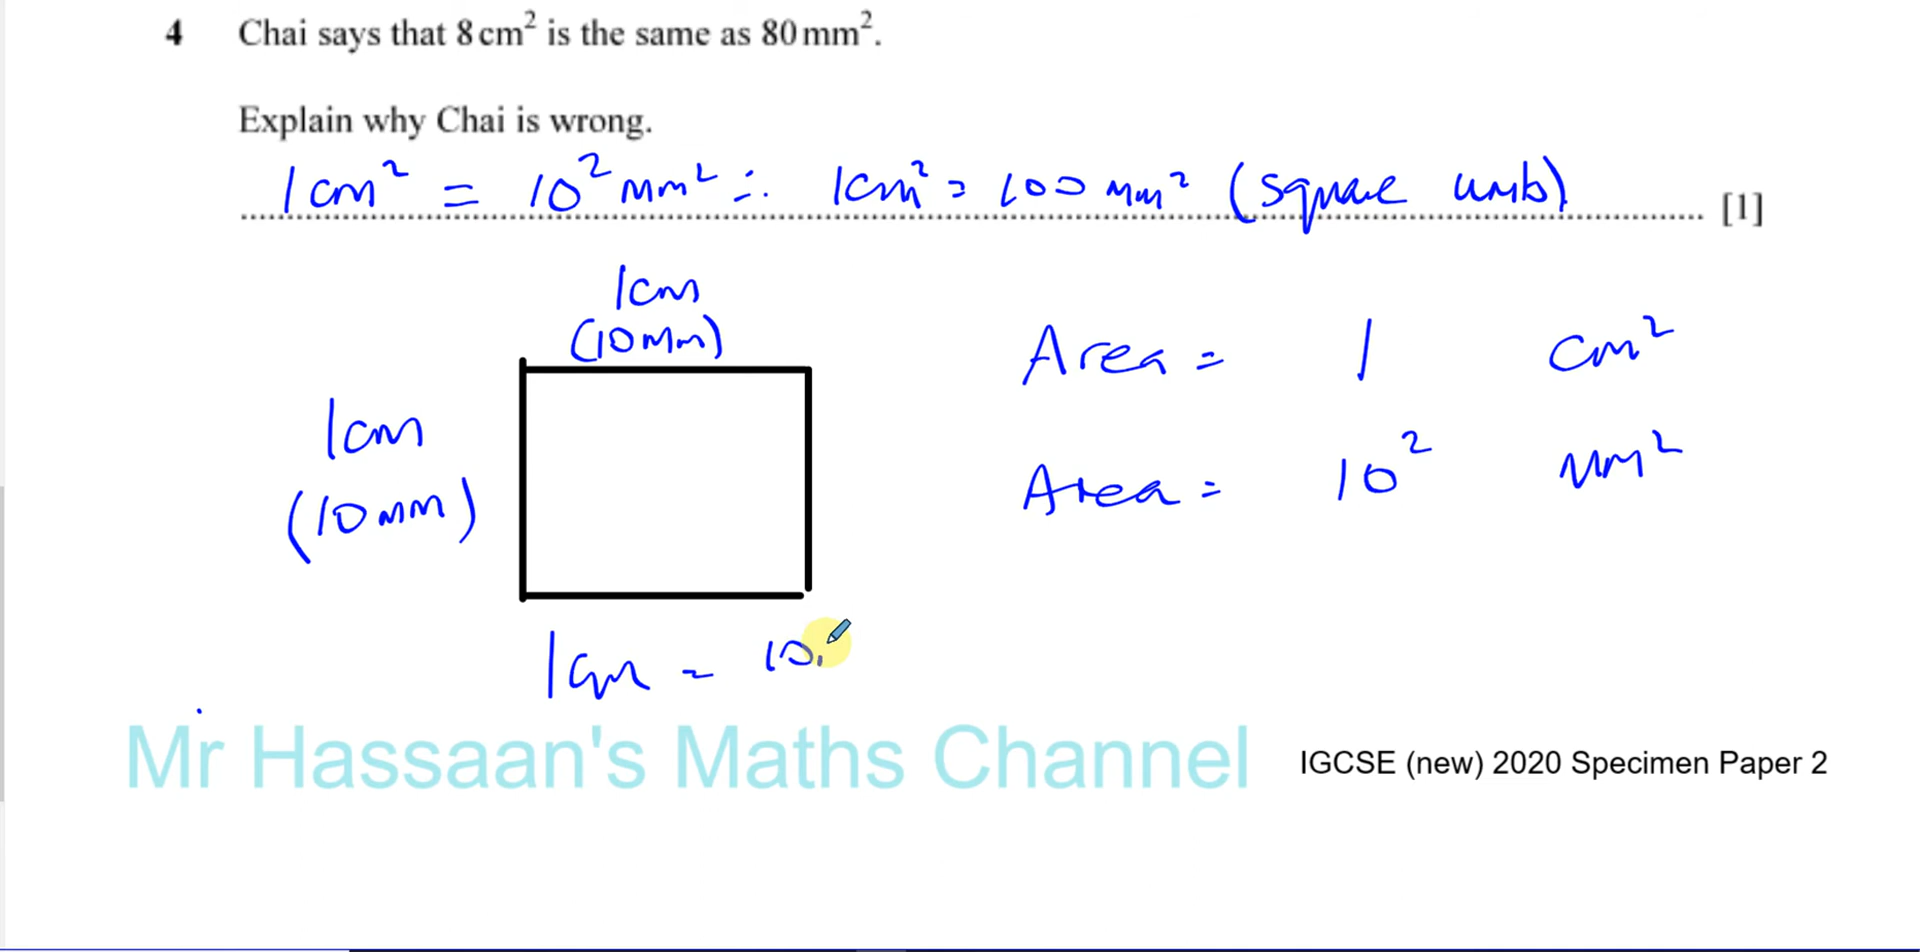 4 Chai says that 8 cm² is the same as 80 mm².
Explain why Chai is wrong.
1cm² = 10² mm² ∴ 1cm² = 100 mm² (square units) [1]
1cm
(10mm)
Area = 1 cm²
1cm
(10mm)
Area = 10² mm²
1cm = 10
Mr Hassaan's Maths Channel
IGCSE (new) 2020 Specimen Paper 2